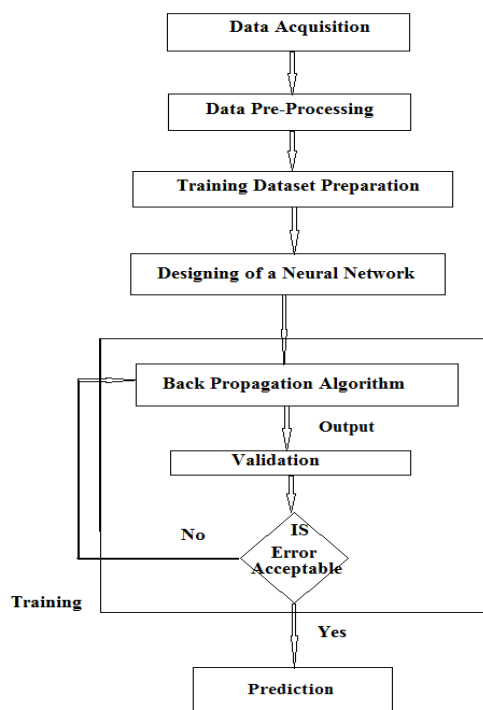 Data Acquisition
Data Pre-Processing
Training Dataset Preparation
Designing of a Neural Network
Back Propagation Algorithm
Output
Validation
No
IS
Error
Acceptable
Training
Yes
Prediction